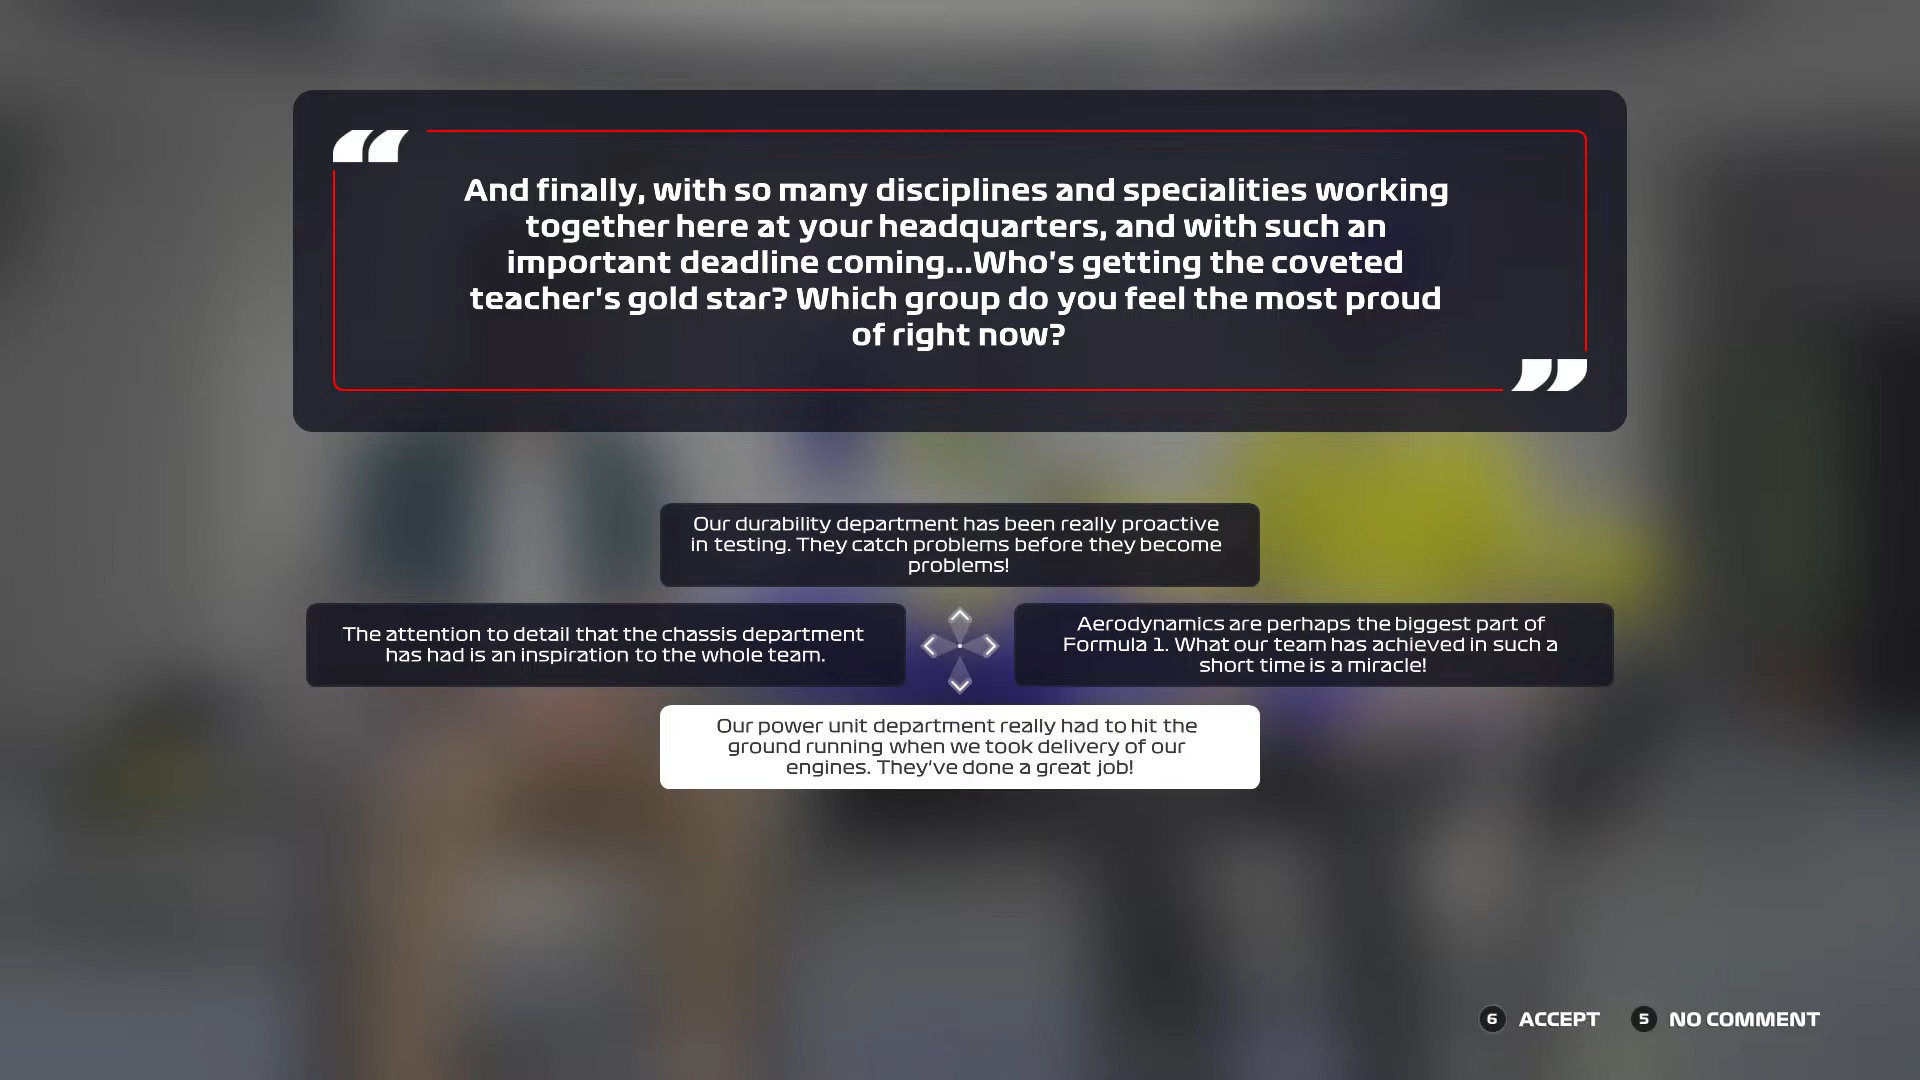 And finally, with so many disciplines and specialities working
together here at your headquarters, and with such an
important deadline coming...Who's getting the coveted
teacher's gold star? Which group do you feel the most proud
of right now?
Our durability department has been really proactive
in testing. They catch problems before they become
problems!
The attention to detail that the chassis department
has had is an inspiration to the whole team.
Aerodynamics are perhaps the biggest part of
Formula 1. What our team has achieved in such a
short time is a miracle!
Our power unit department really had to hit the
ground running when we took delivery of our
engines. They've done a great job!
6 ACCEPT 5 NO COMMENT